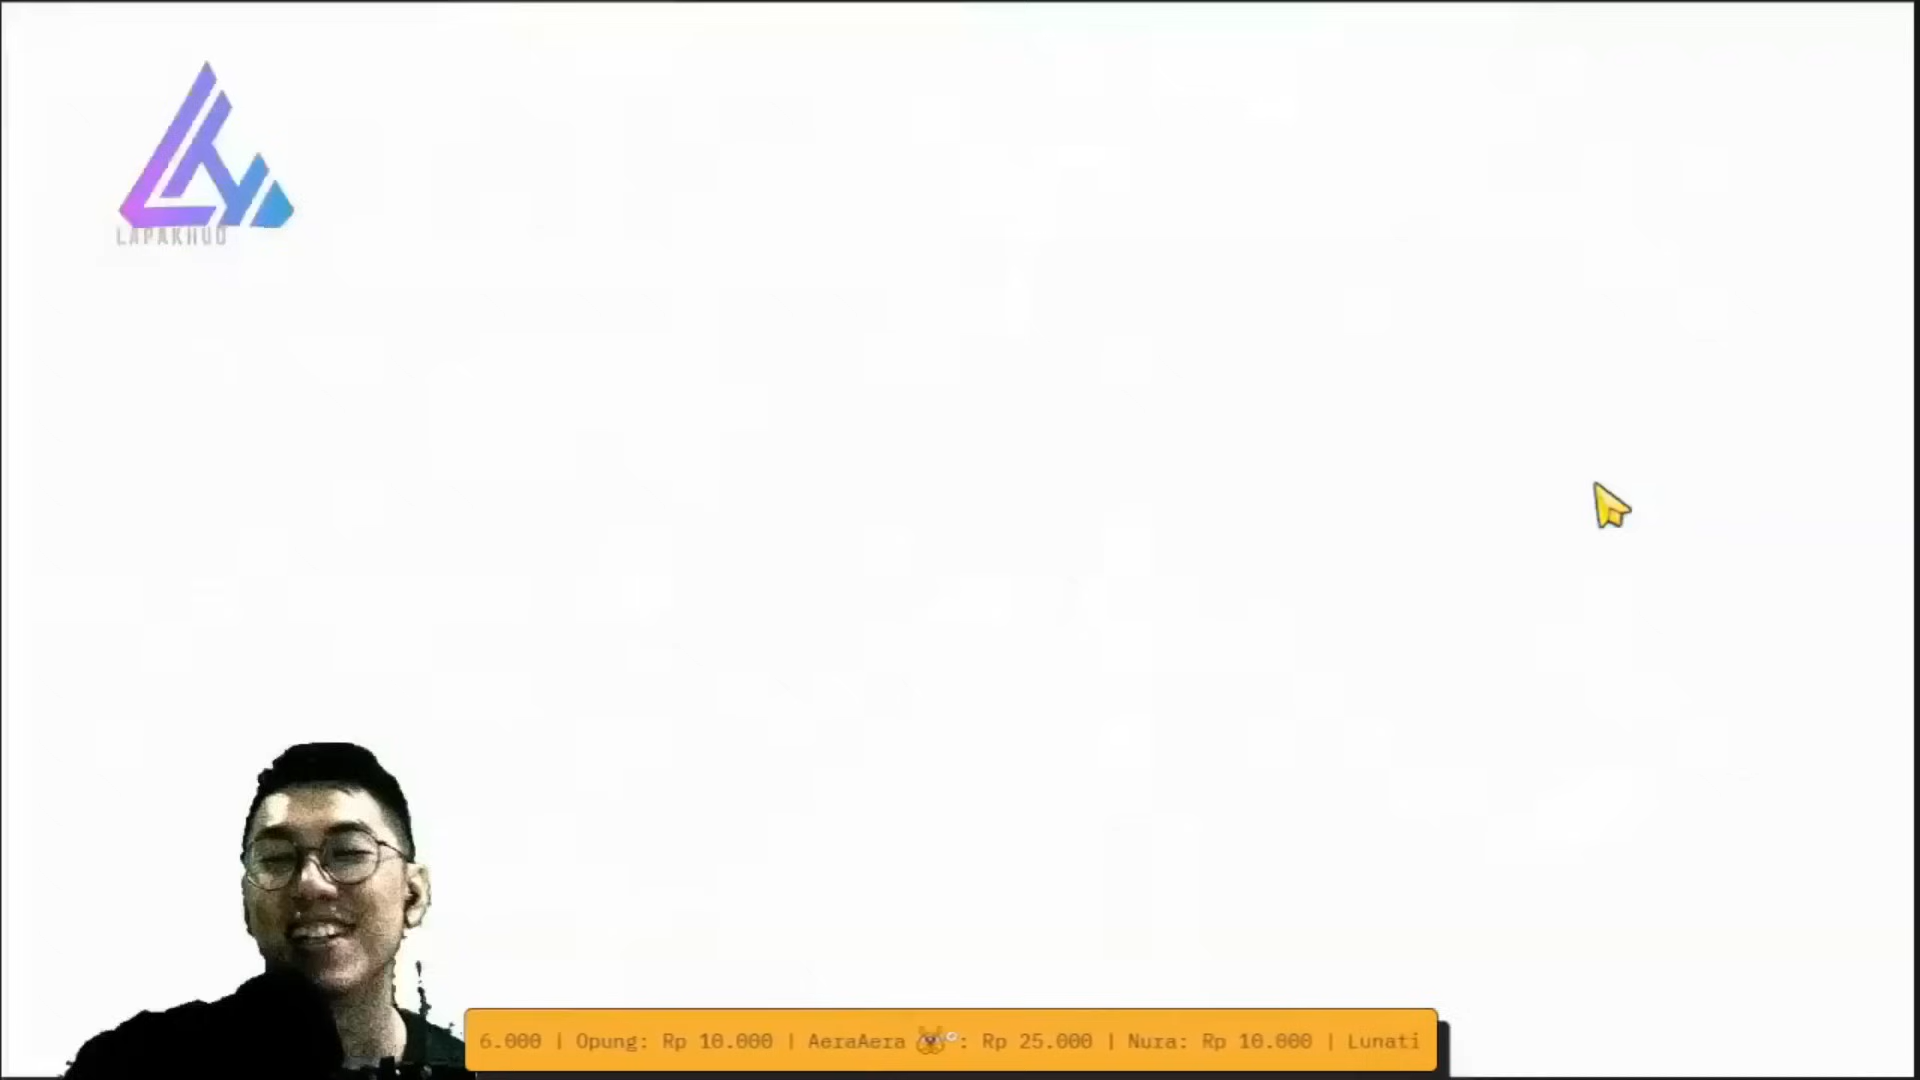 LAPAKHUD
6.000 | Opung: Rp 10.000 | AeraAera : Rp 25.000 | Nura: Rp 10.000 | Lunati